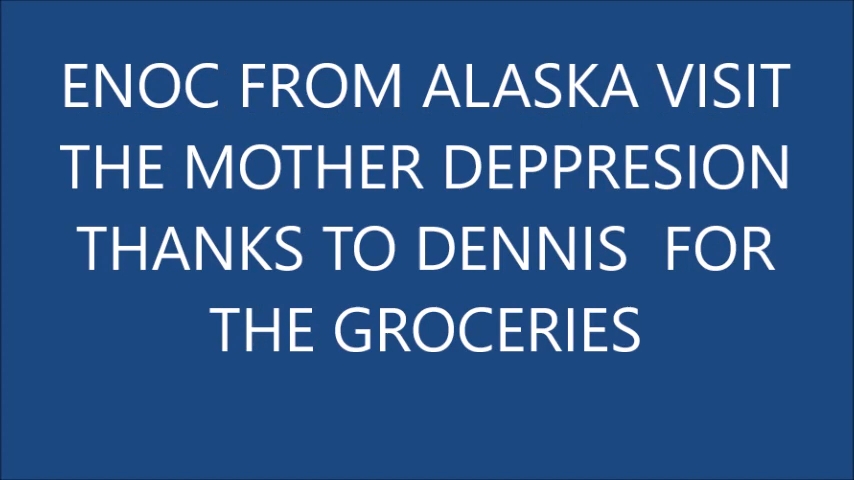 ENOC FROM ALASKA VISIT
THE MOTHER DEPPRESION
THANKS TO DENNIS  FOR
THE GROCERIES